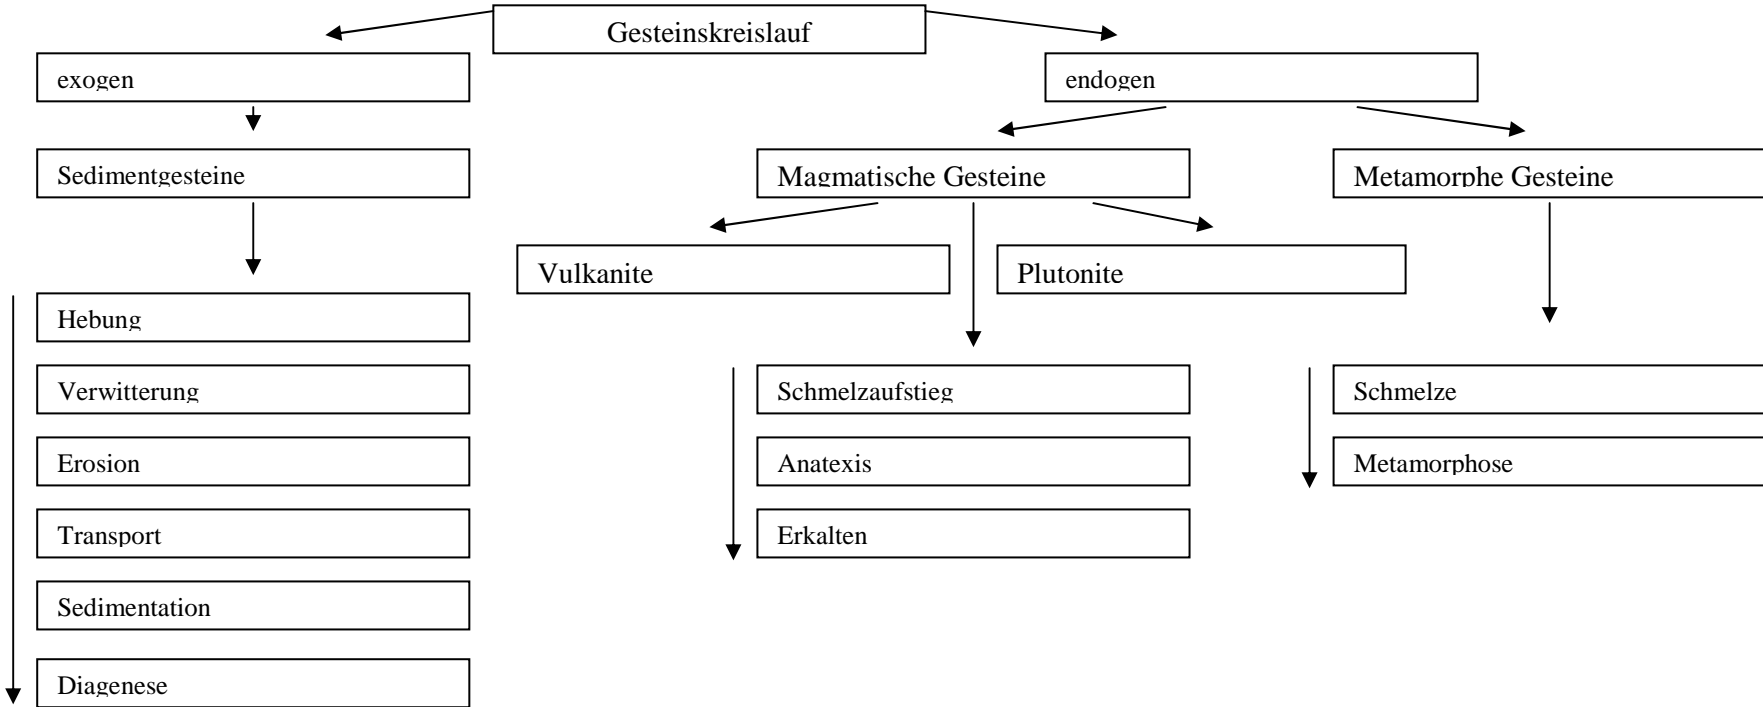 Gesteinskreislauf
exogen
endogen
Sedimentgesteine
Magmatische Gesteine
Metamorphe Gesteine
Vulkanite
Plutonite
Hebung
Verwitterung
Schmelzaufstieg
Schmelze
Erosion
Anatexis
Metamorphose
Transport
Erkalten
Sedimentation
Diagenese